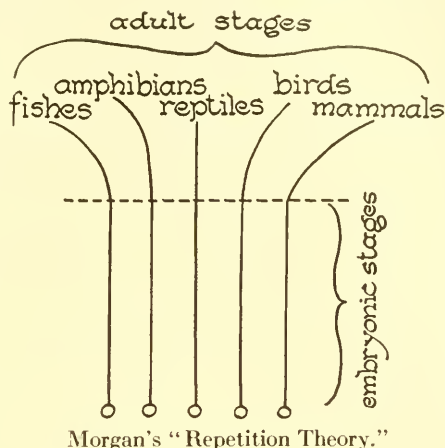 adult stages
amphibians birds
fishes reptiles mammals
embryonic stages
Morgan's "Repetition Theory."